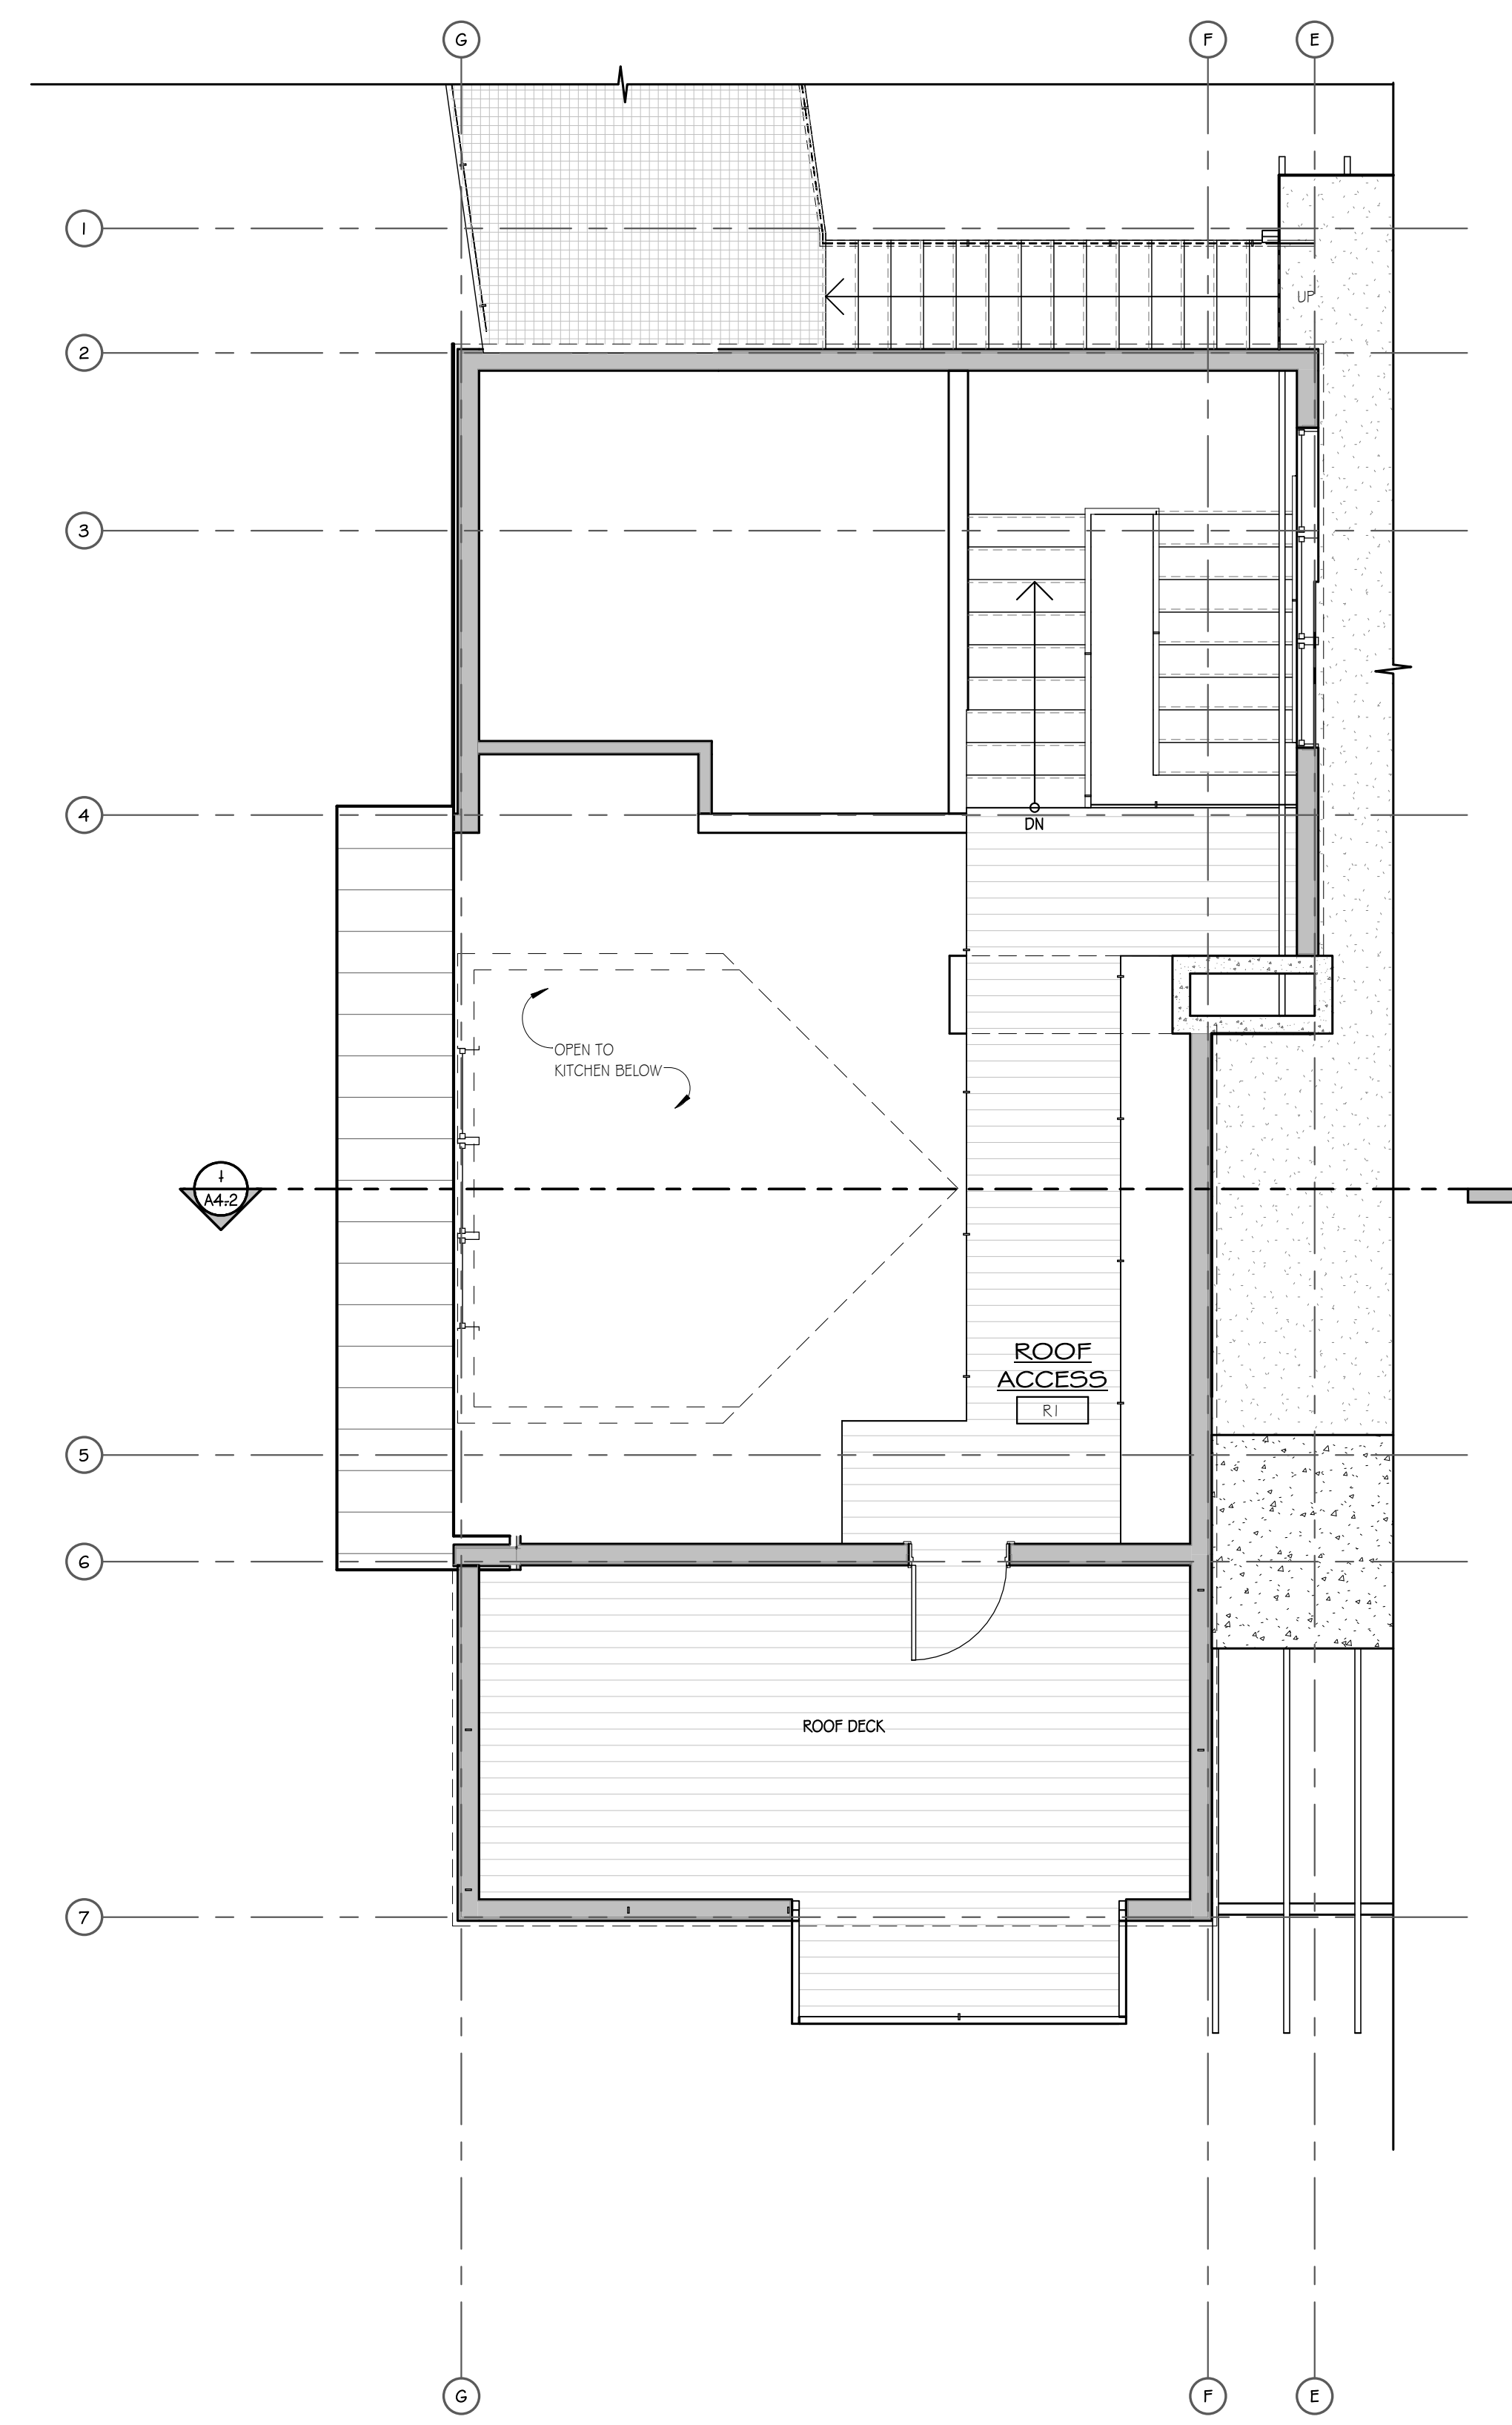 G F E
1
UP
2
3
4
DN
OPEN TO
KITCHEN BELOW
1
A4.2
ROOF
ACCESS
R1
5
6
ROOF DECK
7
G F E